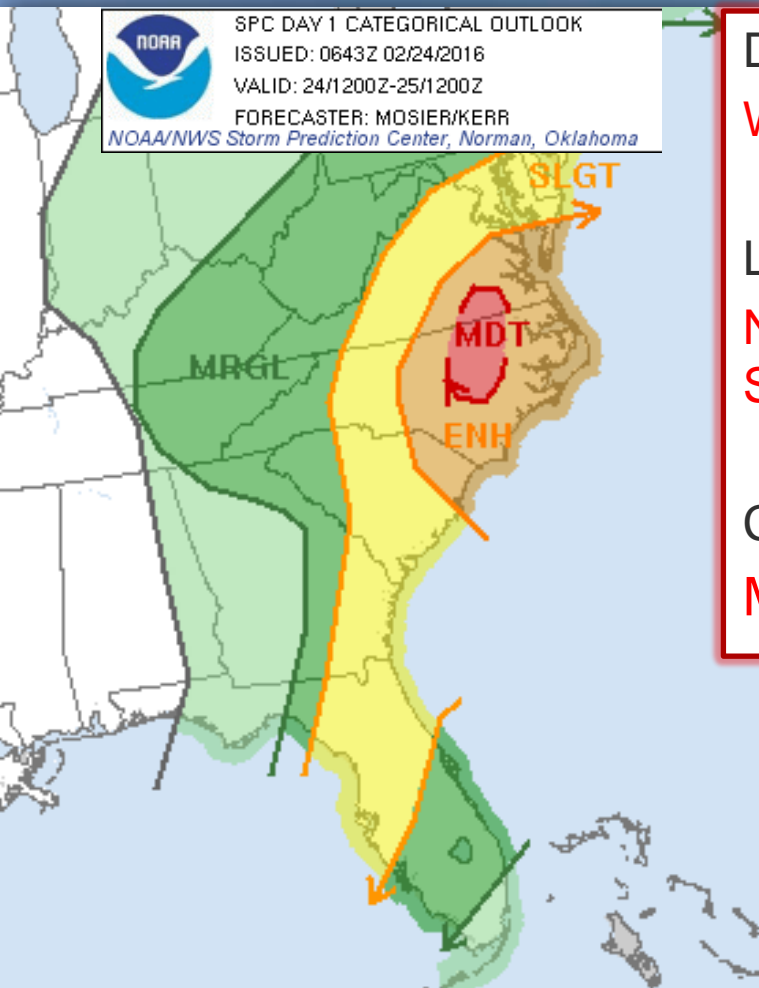 NOAA
SPC DAY 1 CATEGORICAL OUTLOOK
ISSUED: 0643Z 02/24/2016
VALID: 24/1200Z-25/1200Z
FORECASTER: MOSIER/KERR
NOAA/NWS Storm Prediction Center, Norman, Oklahoma
SLGT
MDT
MRGL
ENH